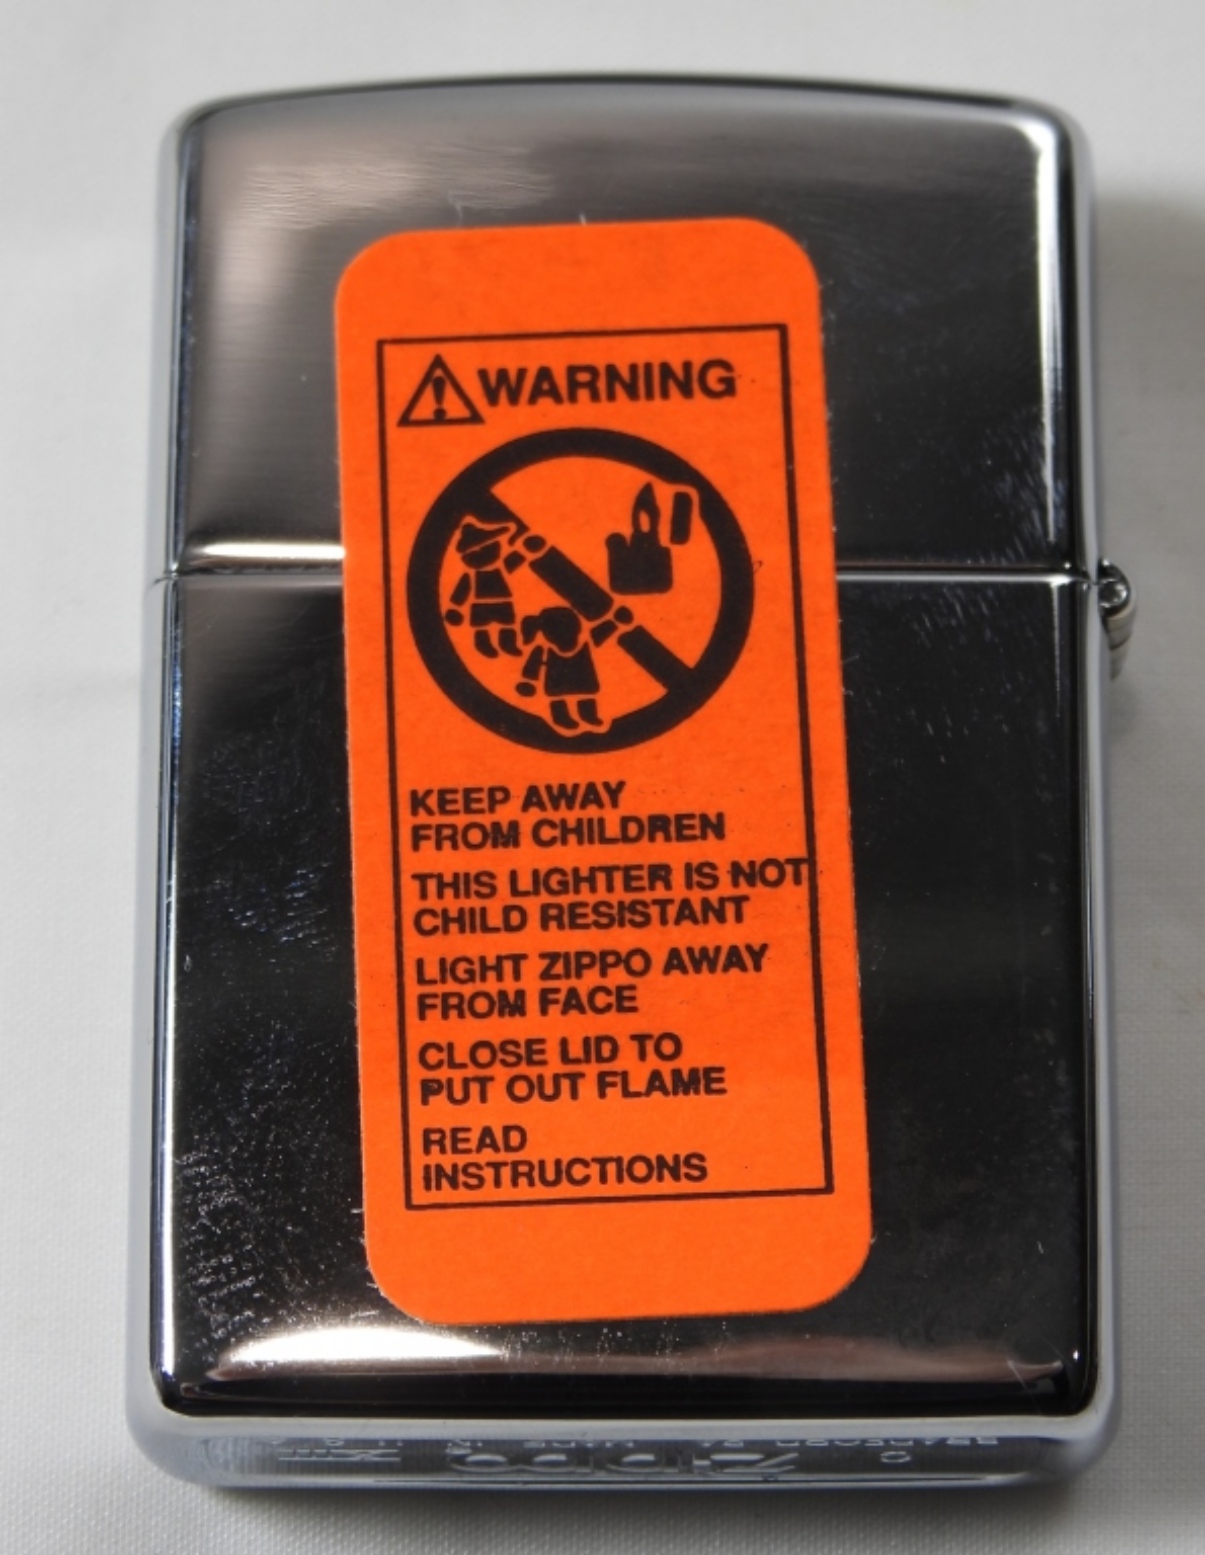 WARNING
KEEP AWAY
FROM CHILDREN
THIS LIGHTER IS NOT
CHILD RESISTANT
LIGHT ZIPPO AWAY
FROM FACE
CLOSE LID TO
PUT OUT FLAME
READ
INSTRUCTIONS
Zippo